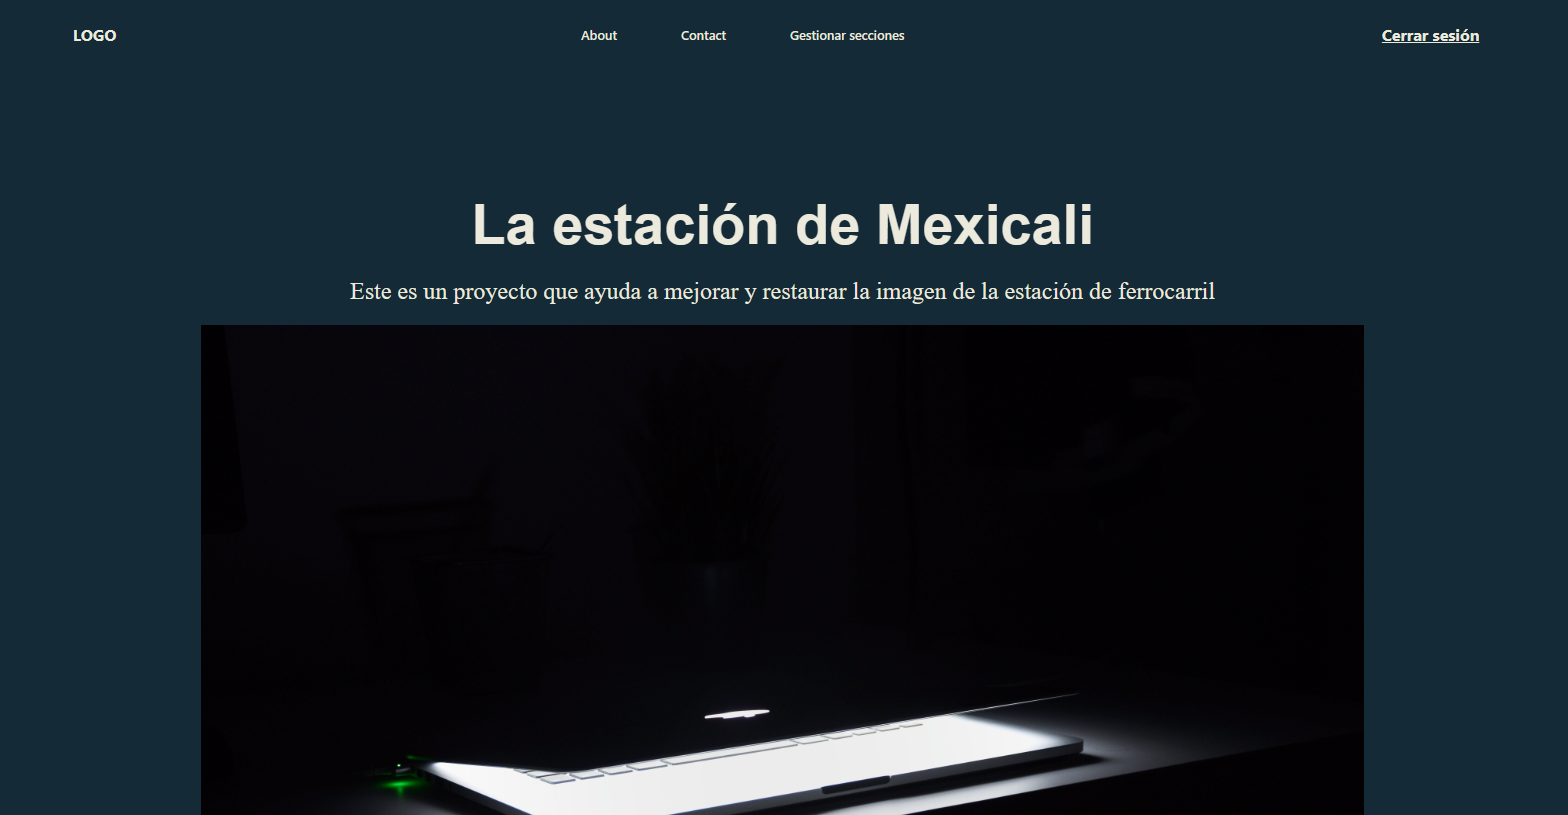 LOGO
About
Contact
Gestionar secciones
Cerrar sesión
La estación de Mexicali
Este es un proyecto que ayuda a mejorar y restaurar la imagen de la estación de ferrocarril